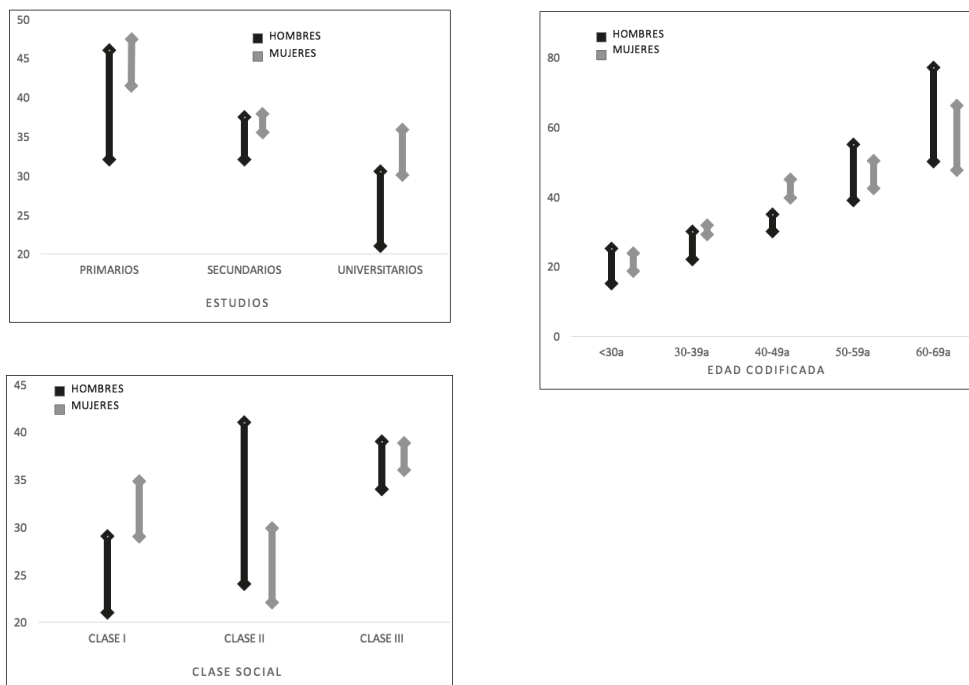 50
45
40
35
30
25
20
HOMBRES
MUJERES
PRIMARIOS SECUNDARIOS UNIVERSITARIOS
ESTUDIOS
HOMBRES
MUJERES
80
60
40
20
0
<30a 30-39a 40-49a 50-59a 60-69a
EDAD CODIFICADA
45
40
35
30
25
20
HOMBRES
MUJERES
CLASE I CLASE II CLASE III
CLASE SOCIAL